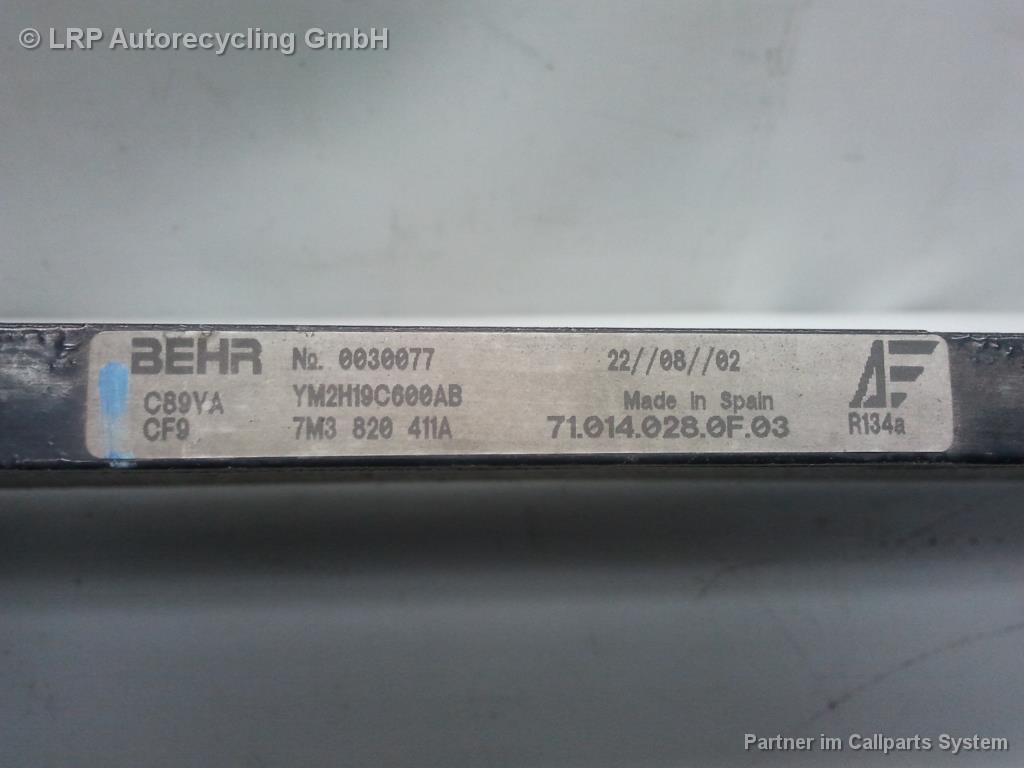 © LRP Autorecycling GmbH
BEHR No. 0030077 22//08//02
C89VA YM2H19C600AB Made in Spain
CF9 7M3 820 411A 71.014.028.0F.03 R134a
Partner im Callparts System